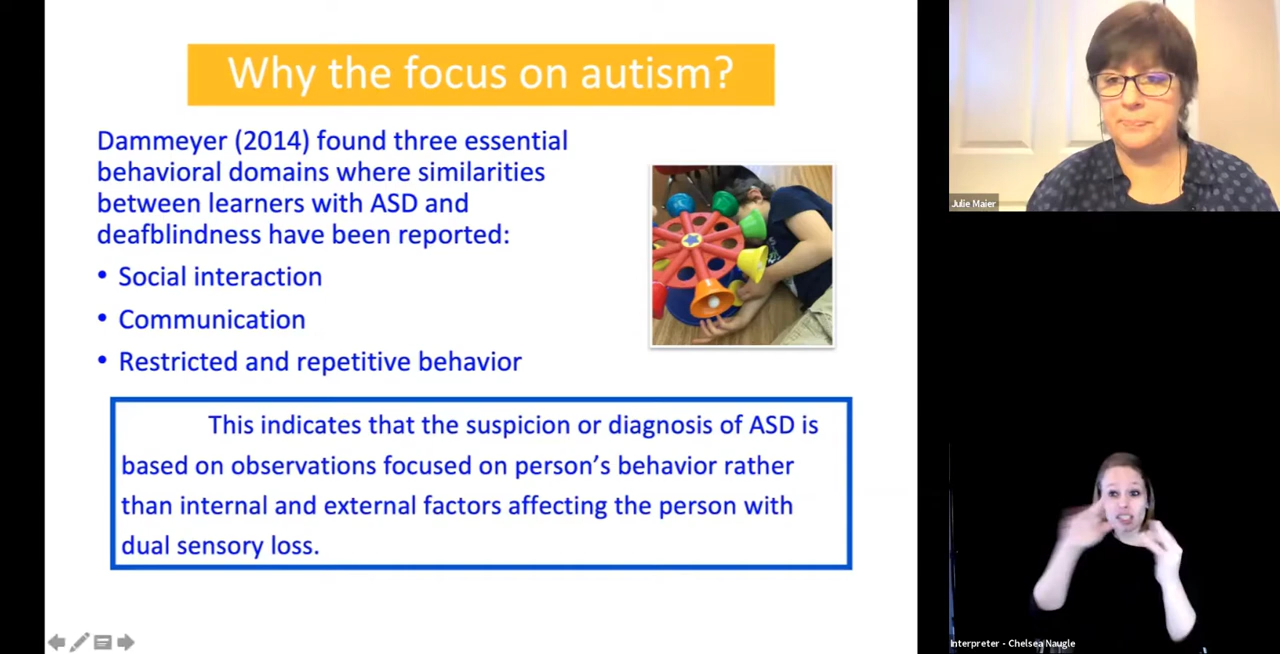 Why the focus on autism?
Dammeyer (2014) found three essential
behavioral domains where similarities
between learners with ASD and
deafblindness have been reported:
• Social interaction
• Communication
• Restricted and repetitive behavior
This indicates that the suspicion or diagnosis of ASD is
based on observations focused on person's behavior rather
than internal and external factors affecting the person with
dual sensory loss.
Julie Maier
Interpreter - Chelsea Naugle